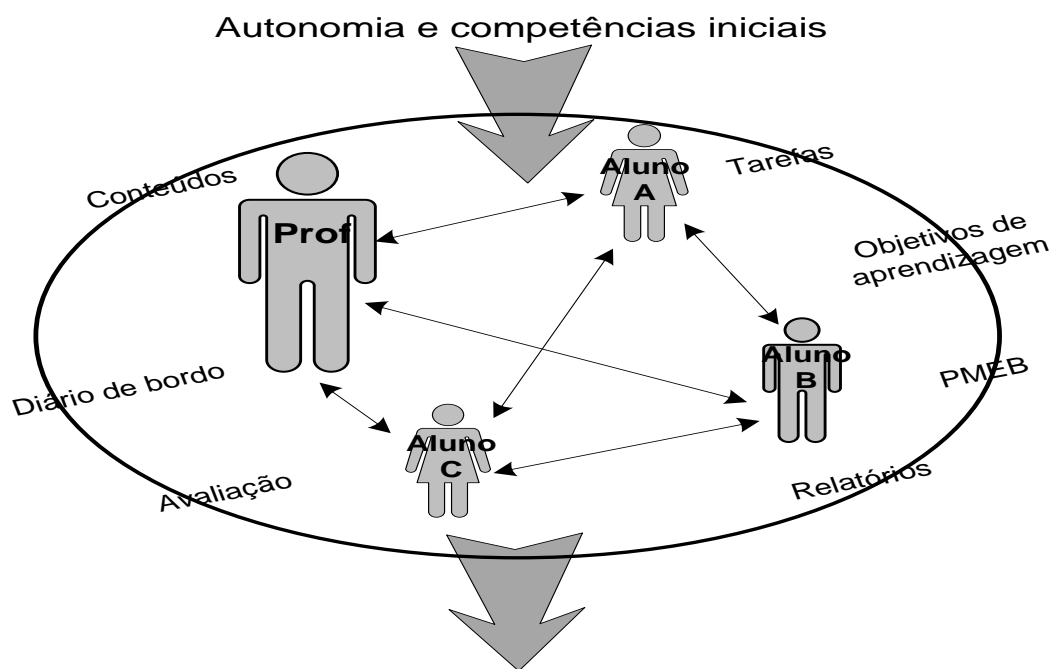 Autonomia e competências iniciais
Conteúdos
Prof
Aluno
A
Tarefas
Objetivos de
aprendizagem
Aluno
B
PMEB
Diário de bordo
Aluno
C
Avaliação
Relatórios